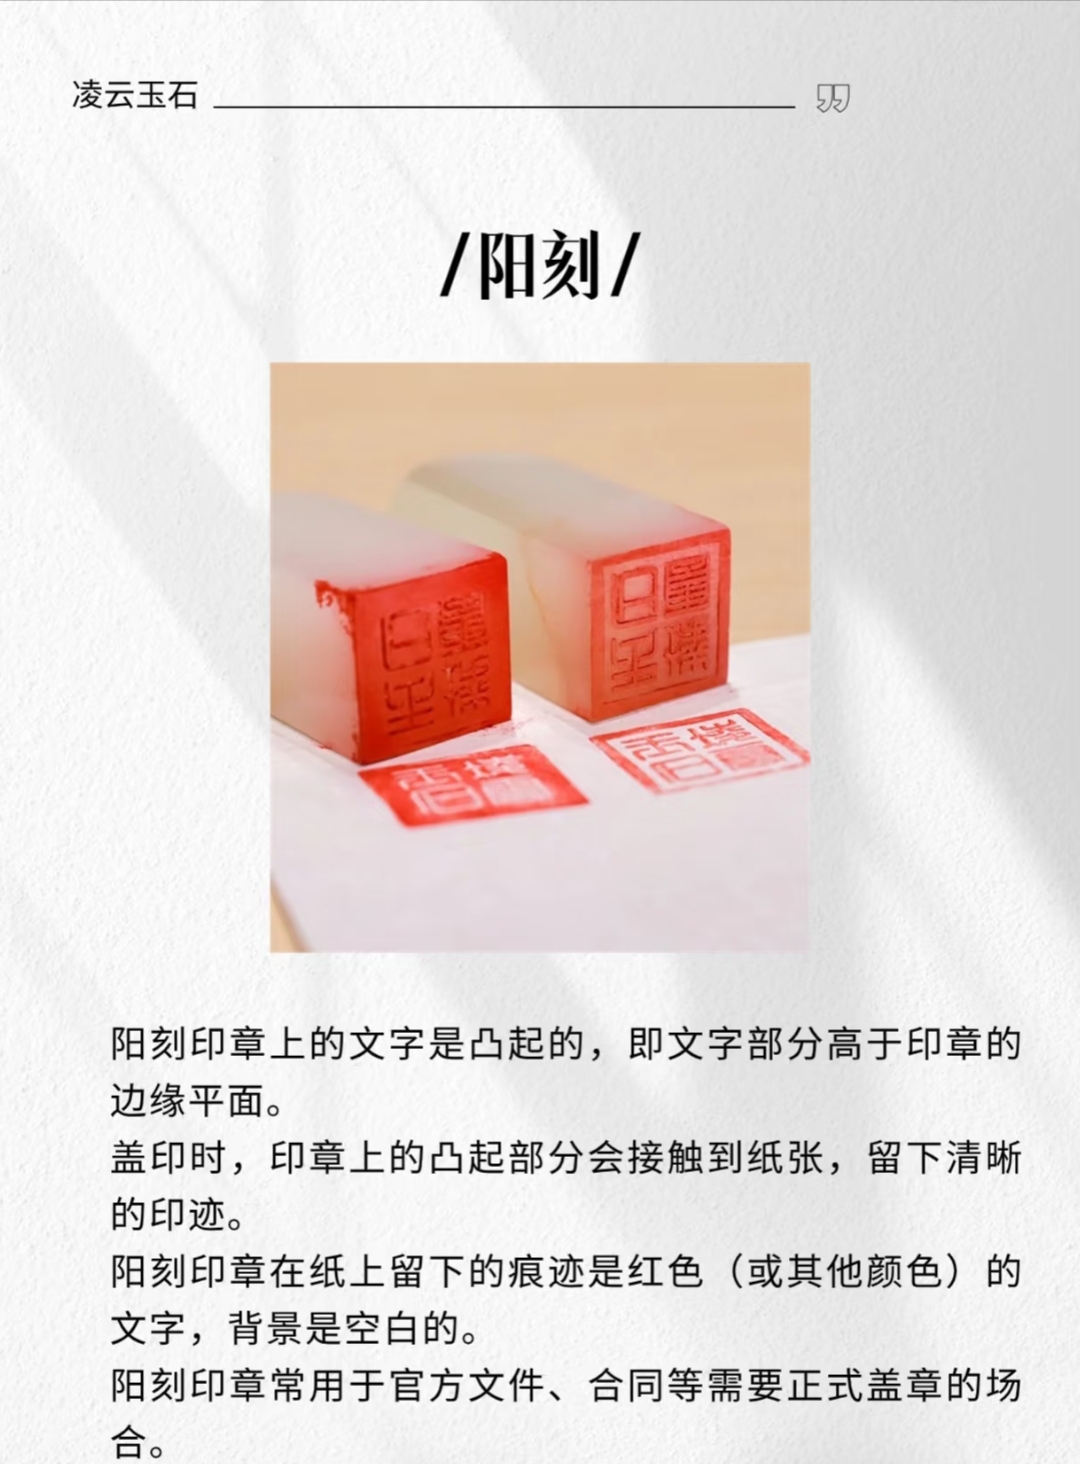 凌云玉石
/阳刻/
阳刻印章上的文字是凸起的，即文字部分高于印章的
边缘平面。
盖印时，印章上的凸起部分会接触到纸张，留下清晰
的印迹。
阳刻印章在纸上留下的痕迹是红色（或其他颜色）的
文字，背景是空白的。
阳刻印章常用于官方文件、合同等需要正式盖章的场
合。